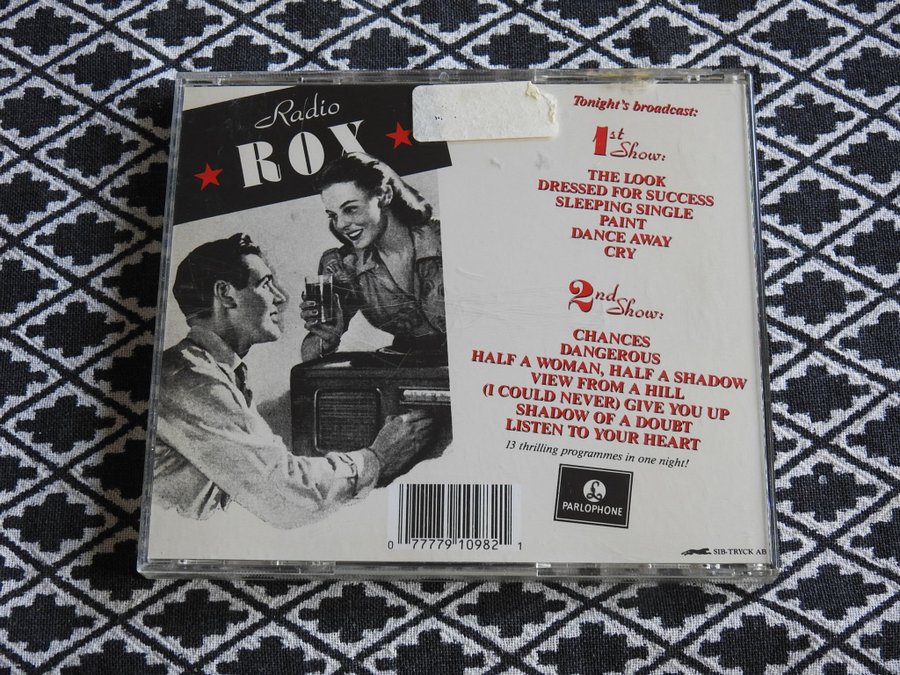 Radio
ROX
Tonight's broadcast:
1st Show:
THE LOOK
DRESSED FOR SUCCESS
SLEEPING SINGLE
PAINT
DANCE AWAY
CRY
2nd Show:
CHANCES
DANGEROUS
HALF A WOMAN, HALF A SHADOW
VIEW FROM A HILL
(I COULD NEVER) GIVE YOU UP
SHADOW OF A DOUBT
LISTEN TO YOUR HEART
13 thrilling programmes in one night!
£
PARLOPHONE
0 77779 10982 1
SIB-TRYCK AB